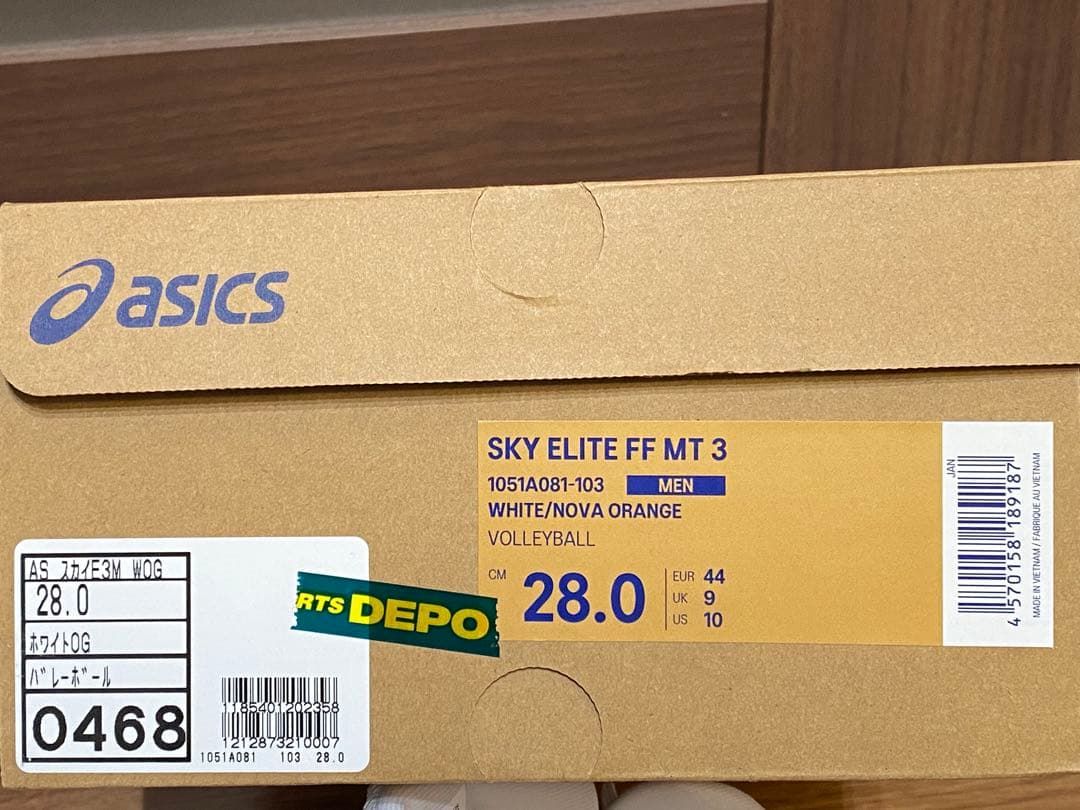 asics
SKY ELITE FF MT 3
1051A081-103 MEN
WHITE/NOVA ORANGE
VOLLEYBALL
CM 28.0
EUR 44
UK 9
US 10
JAN
4 570158 189187
MADE IN VIETNAM / FABRIQUE AU VIETNAM
AS スカイE3M WOG
28.0
ホワイトOG
バレーボール
0468
1185401202358
1212873210007
1051A081 103 28.0
RTS DEPO